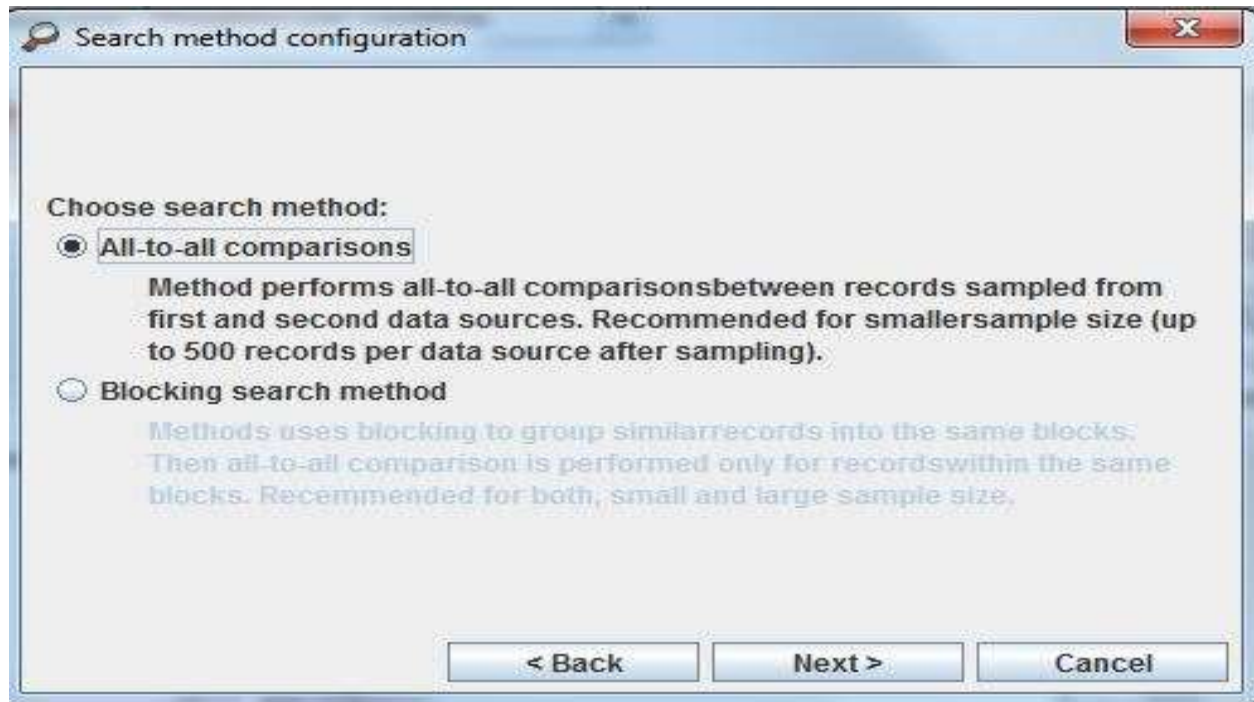 Search method configuration
Choose search method:
All-to-all comparisons
Method performs all-to-all comparisonsbetween records sampled from
first and second data sources. Recommended for smallersample size (up
to 500 records per data source after sampling).
Blocking search method
Methods uses blocking to group similarrecords into the same blocks.
Then all-to-all comparison is performed only for recordswithin the same
blocks. Recemmended for both, small and large sample size.
< Back Next > Cancel